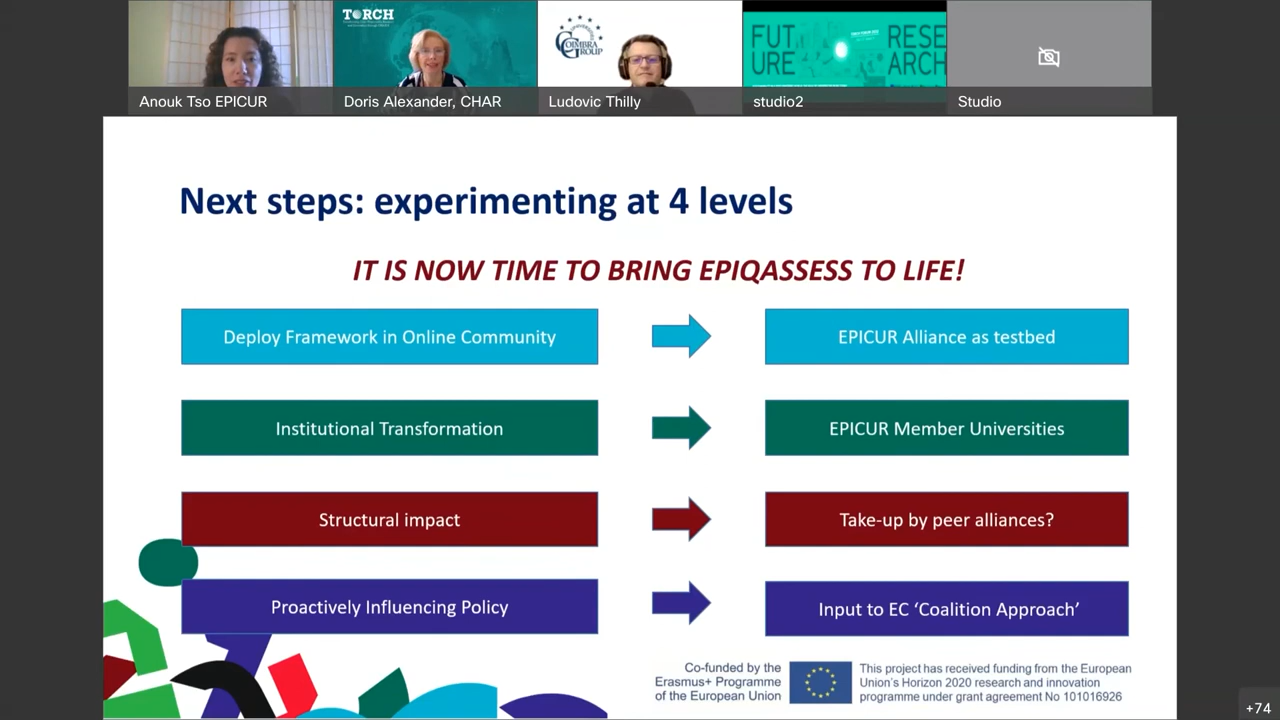 TORCH
COIMBRA
GROUP
FUT
URE
RESE
ARCH
Anouk Tso EPICUR
Doris Alexander, CHAR
Ludovic Thilly
studio2
Studio
Next steps: experimenting at 4 levels
IT IS NOW TIME TO BRING EPIQASSESS TO LIFE!
Deploy Framework in Online Community
EPICUR Alliance as testbed
Institutional Transformation
EPICUR Member Universities
Structural impact
Take-up by peer alliances?
Proactively Influencing Policy
Input to EC ‘Coalition Approach’
Co-funded by the
Erasmus+ Programme
of the European Union
This project has received funding from the European
Union’s Horizon 2020 research and innovation
programme under grant agreement No 101016926
+74